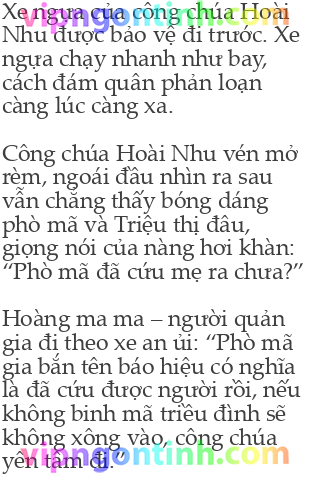 Xe ngựa của công chúa Hoài
vipngontinh.com
Nhu được bảo vệ đi trước. Xe
ngựa chạy nhanh như bay,
cách đám quân phản loạn
càng lúc càng xa.
Công chúa Hoài Nhu vén mở
rèm, ngoái đầu nhìn ra sau
vẫn chẳng thấy bóng dáng
phò mã và Triệu thị đâu,
giọng nói của nàng hơi khàn:
“Phò mã đã cứu mẹ ra chưa?”
Hoàng ma ma – người quản
gia đi theo xe an ủi: “Phò mã
gia bắn tên báo hiệu có nghĩa
là đã cứu được người rồi, nếu
không binh mã triều đình sẽ
không xông vào, công chúa
vipngontinh.com
yên tâm đi.”